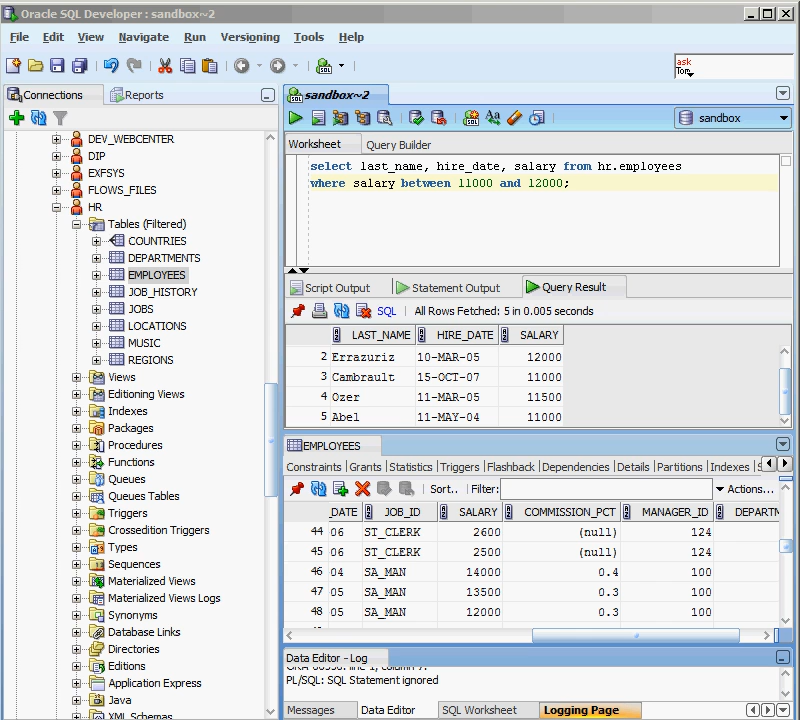 Oracle SQL Developer : sandbox~2
File Edit View Navigate Run Versioning Tools Help
ask
Tom
Connections Reports
DEV_WEBCENTER
DIP
EXFSYS
FLOWS_FILES
HR
Tables (Filtered)
COUNTRIES
DEPARTMENTS
EMPLOYEES
JOB_HISTORY
JOBS
LOCATIONS
MUSIC
REGIONS
Views
Editioning Views
Indexes
Packages
Procedures
Functions
Queues
Queues Tables
Triggers
Crossedition Triggers
Types
Sequences
Materialized Views
Materialized Views Logs
Synonyms
Database Links
Directories
Editions
Application Express
Java
XML Schemas
sandbox~2
sandbox
Worksheet Query Builder
select last_name, hire_date, salary from hr.employees
where salary between 11000 and 12000;
Script Output Statement Output Query Result
SQL All Rows Fetched: 5 in 0.005 seconds
LAST_NAME HIRE_DATE SALARY
2 Errazuriz 10-MAR-05 12000
3 Cambrault 15-OCT-07 11000
4 Ozer 11-MAR-05 11500
5 Abel 11-MAY-04 11000
EMPLOYEES
Constraints Grants Statistics Triggers Flashback Dependencies Details Partitions Indexes
Sort.. Filter: Actions...
_DATE JOB_ID SALARY COMMISSION_PCT MANAGER_ID DEPARTM
44 06 ST_CLERK 2600 (null) 124
45 06 ST_CLERK 2500 (null) 124
46 04 SA_MAN 14000 0.4 100
47 05 SA_MAN 13500 0.3 100
48 05 SA_MAN 12000 0.3 100
Data Editor - Log
PL/SQL: SQL Statement ignored
Messages Data Editor SQL Worksheet Logging Page